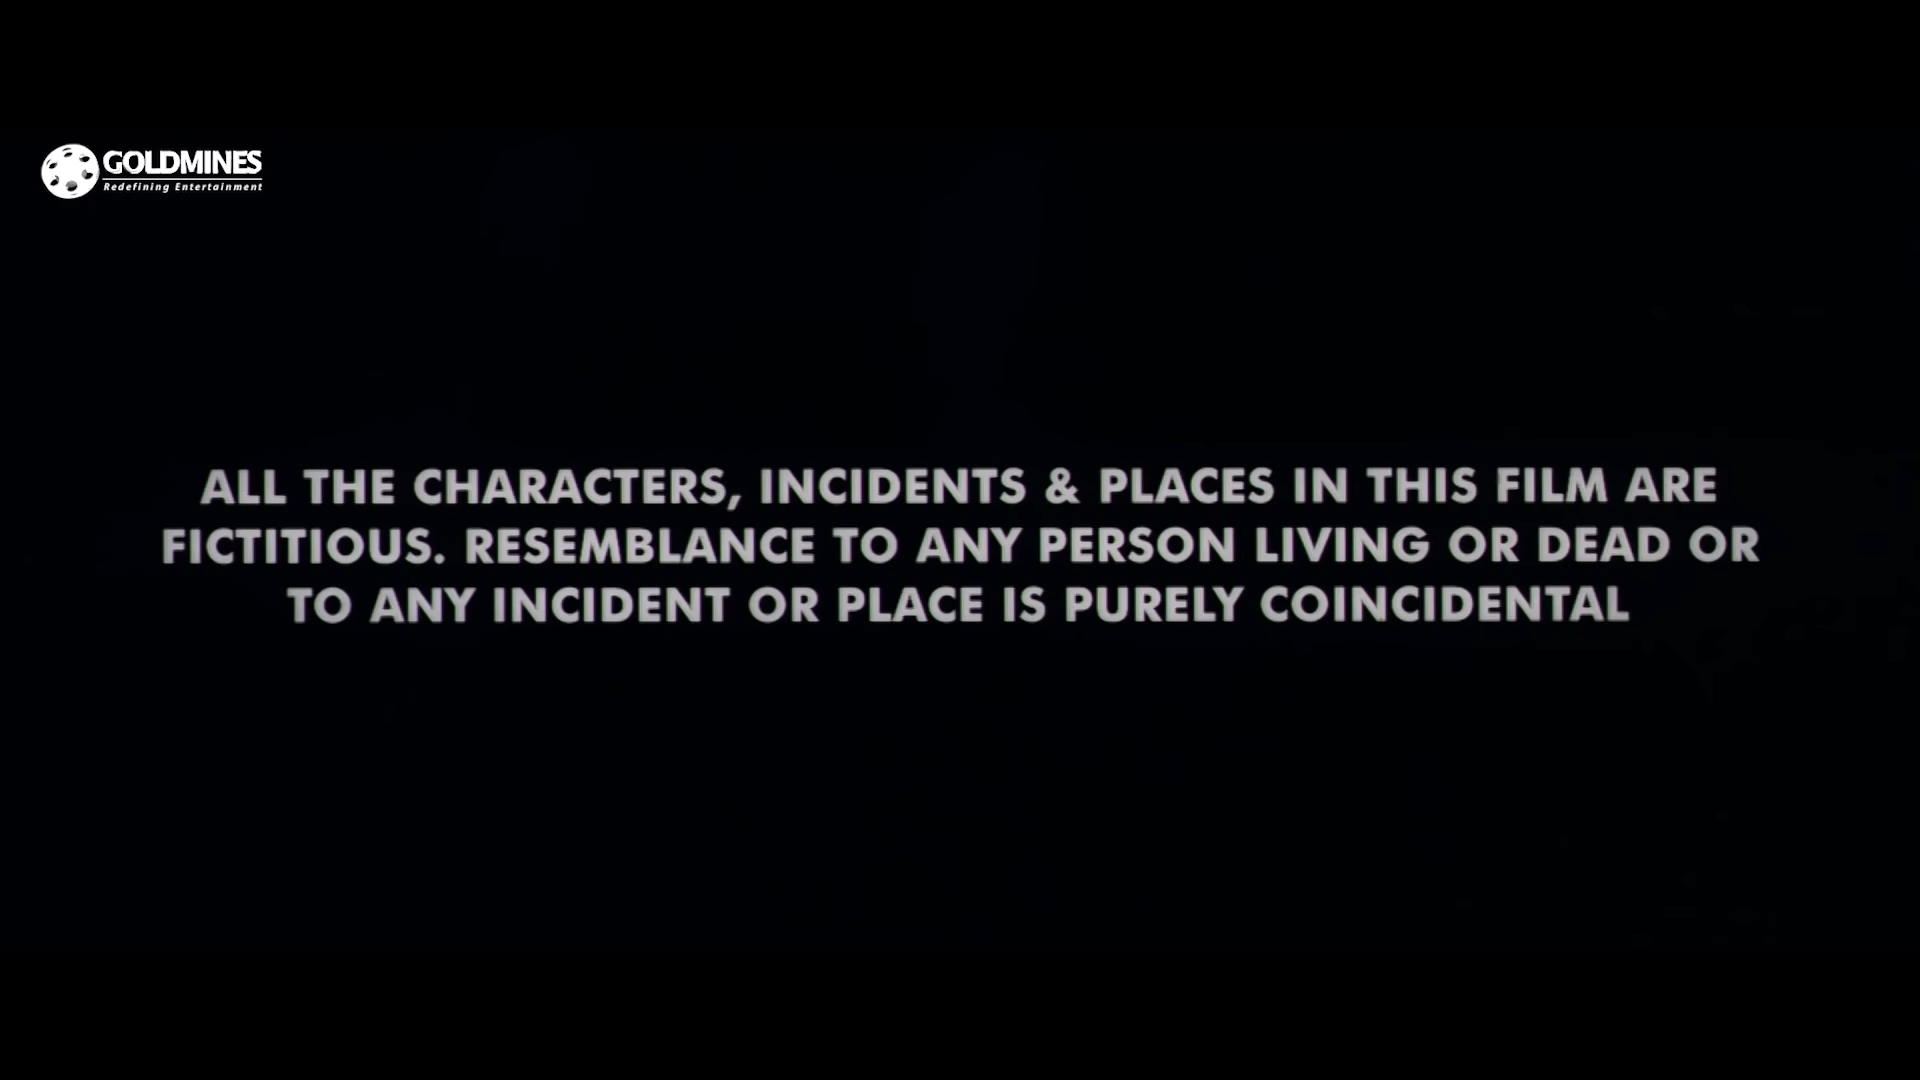 GOLDMINES
Redefining Entertainment
ALL THE CHARACTERS, INCIDENTS & PLACES IN THIS FILM ARE
FICTITIOUS. RESEMBLANCE TO ANY PERSON LIVING OR DEAD OR
TO ANY INCIDENT OR PLACE IS PURELY COINCIDENTAL